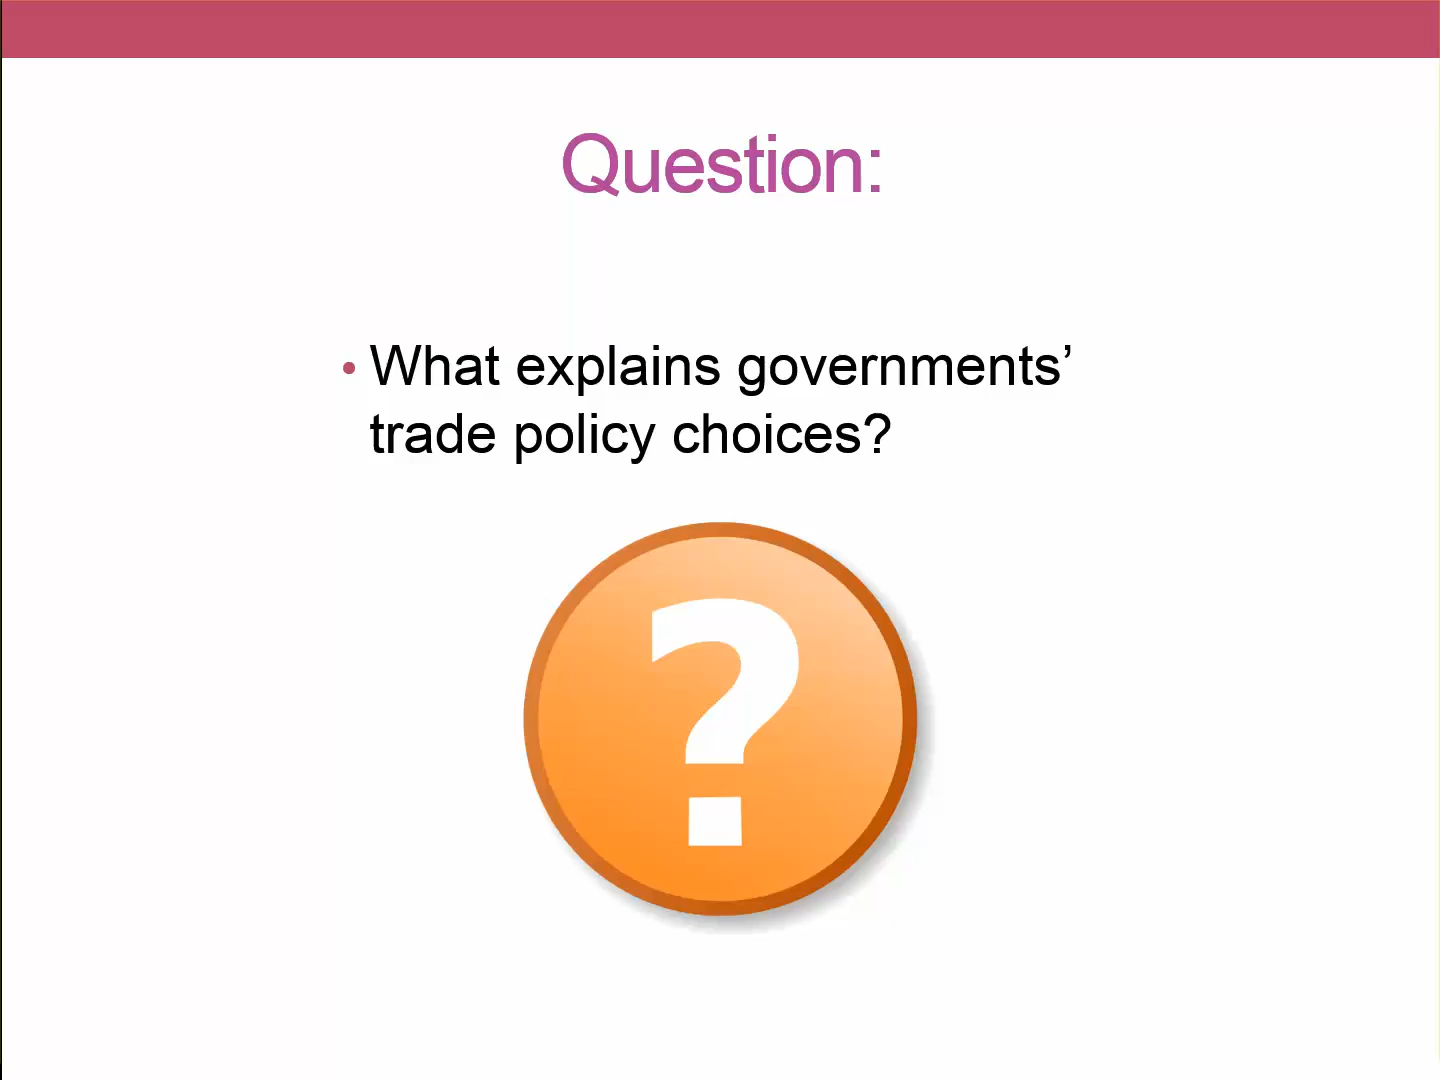 Question:
• What explains governments’
trade policy choices?
?